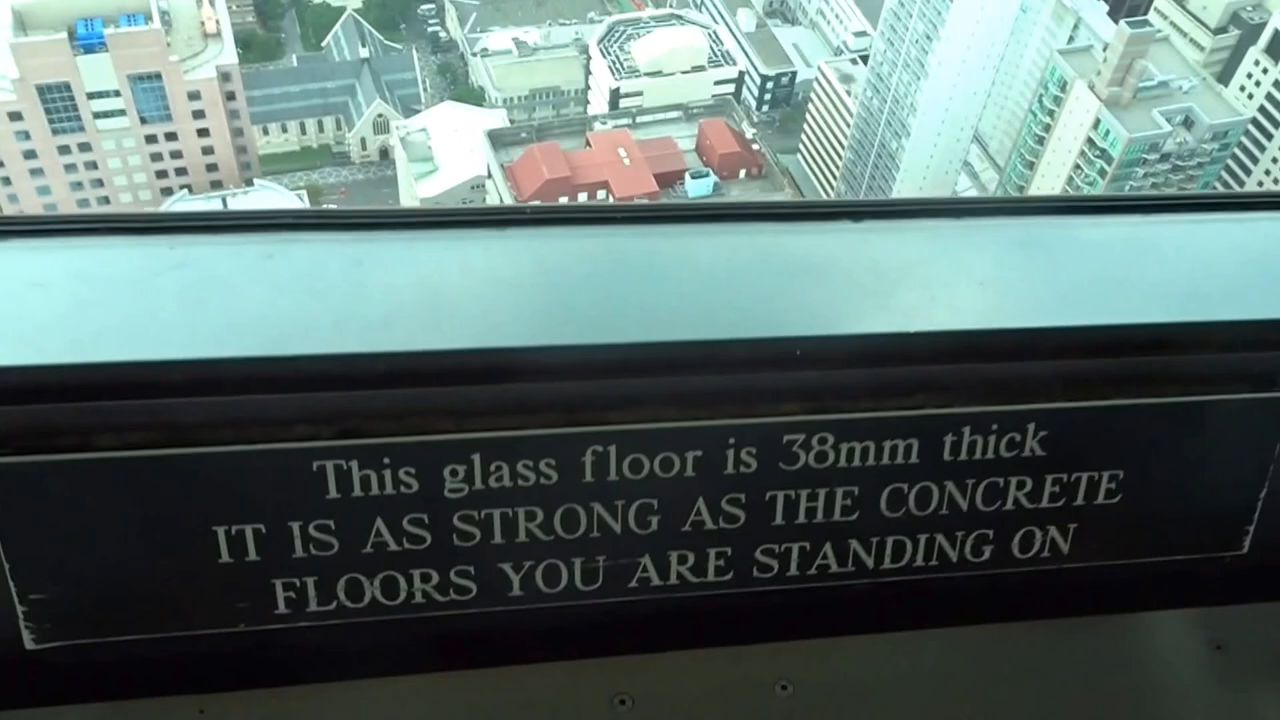 This glass floor is 38mm thick
IT IS AS STRONG AS THE CONCRETE
FLOORS YOU ARE STANDING ON